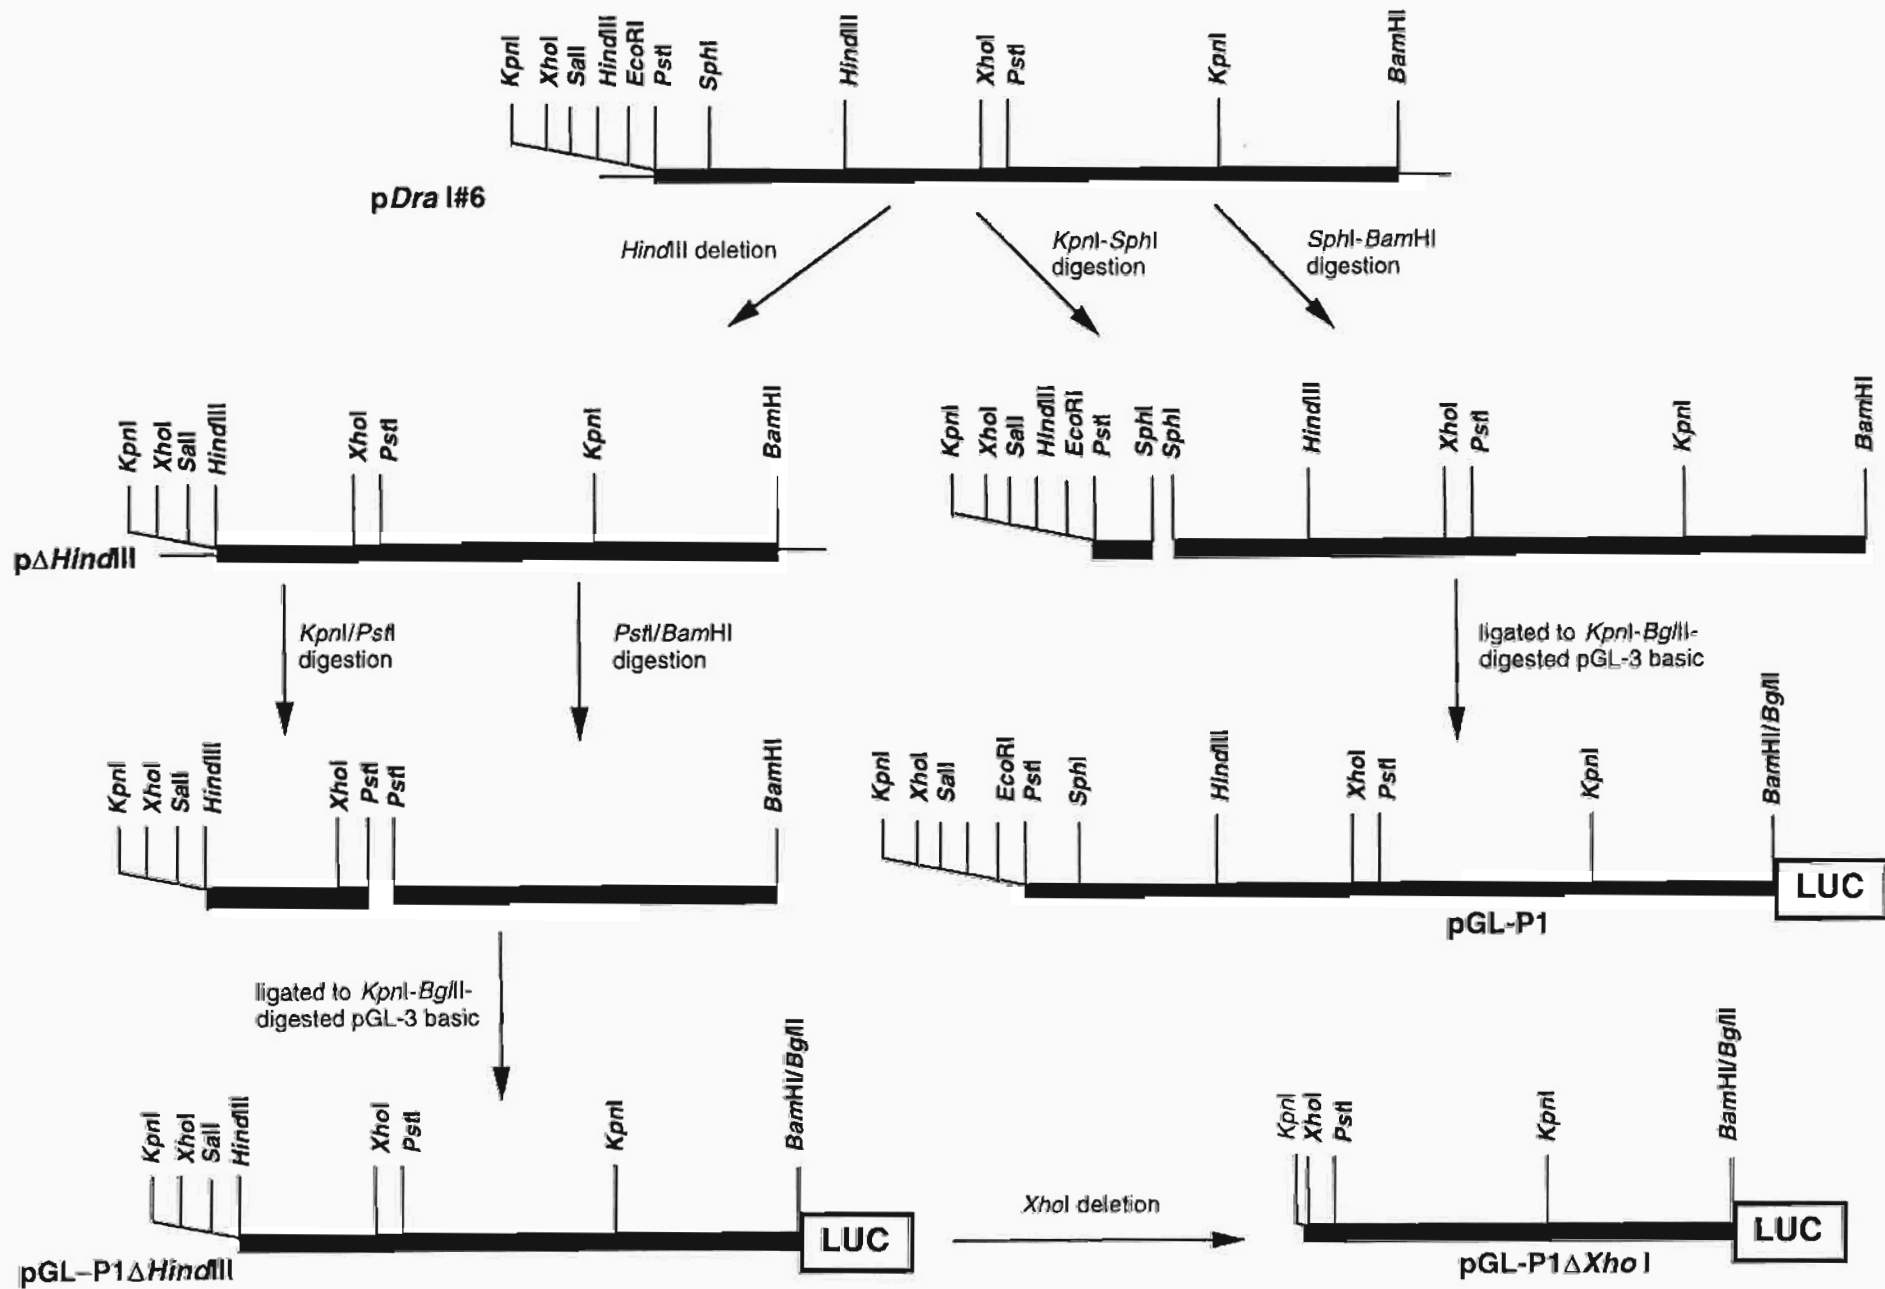 KpnI XhoI SalI HindIII EcoRI PstI SphI HindIII XhoI PstI KpnI BamHI
pDra I#6
HindIII deletion
KpnI-SphI
digestion
SphI-BamHI
digestion
KpnI XhoI SalI HindIII XhoI PstI KpnI BamHI
pΔHindIII
KpnI XhoI SalI HindIII EcoRI PstI SphI SphI HindIII XhoI PstI KpnI BamHI
KpnI/PstI
digestion
PstI/BamHI
digestion
ligated to KpnI-BglII-
digested pGL-3 basic
KpnI XhoI SalI HindIII XhoI PstI PstI BamHI
KpnI XhoI SalI EcoRI PstI SphI HindIII XhoI PstI KpnI BamHI/BglII
LUC
pGL-P1
ligated to KpnI-BglII-
digested pGL-3 basic
KpnI XhoI SalI HindIII XhoI PstI KpnI BamHI/BglII
LUC
pGL-P1ΔHindIII
XhoI deletion
KpnI XhoI PstI KpnI BamHI/BglII
LUC
pGL-P1ΔXho I